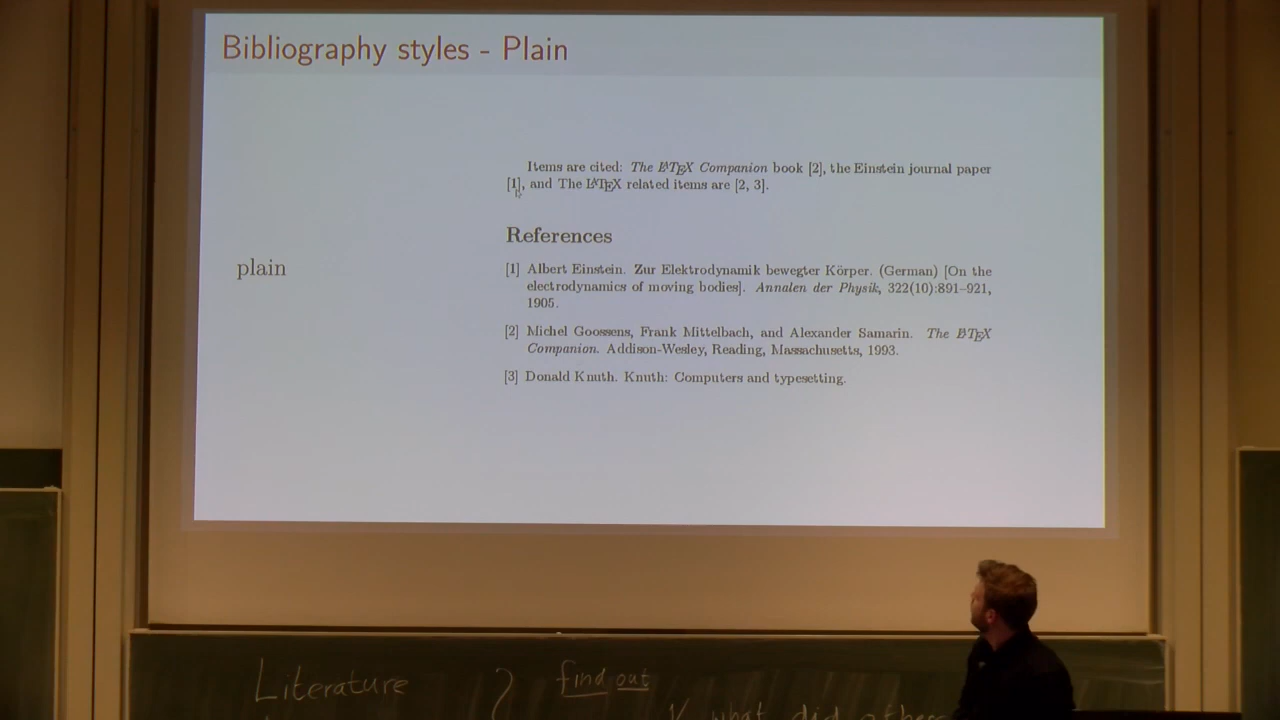 Bibliography styles - Plain
Items are cited: The LATEX Companion book [2], the Einstein journal paper
[1], and The LATEX related items are [2, 3].
plain
References
[1] Albert Einstein. Zur Elektrodynamik bewegter Körper. (German) [On the
electrodynamics of moving bodies]. Annalen der Physik, 322(10):891–921,
1905.
[2] Michel Goossens, Frank Mittelbach, and Alexander Samarin. The LATEX
Companion. Addison-Wesley, Reading, Massachusetts, 1993.
[3] Donald Knuth. Knuth: Computers and typesetting.
Literature
find out
what did others